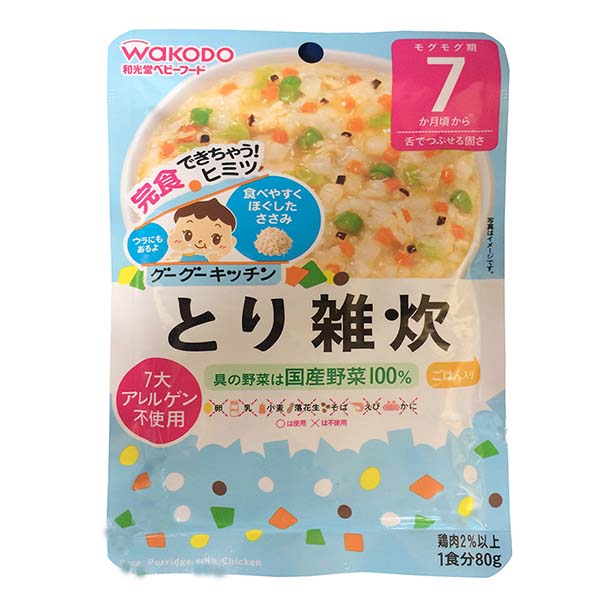 WAKODO
和光堂ベビーフード
モグモグ期
7
か月頃から
舌でつぶせる固さ
完食できちゃう!
ヒミツ
食べやすく
ほぐした
ささみ
ウラにも
あるよ
写真はイメージです。
グーグーキッチン
とり雑炊
具の野菜は国産野菜100%
ごはん入り
7大
アレルゲン
不使用
卵 乳 小麦 落花生 そば えび かに
○は使用 ×は不使用
鶏肉2%以上
1食分80g
Rice Porridge with Chicken